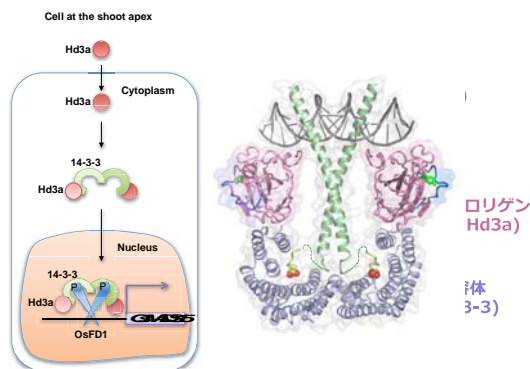 Cell at the shoot apex
Hd3a
Cytoplasm
Hd3a
14-3-3
Hd3a
Nucleus
14-3-3
P P
Hd3a
OsFD1
ロリゲン
Hd3a)
容体
3-3)